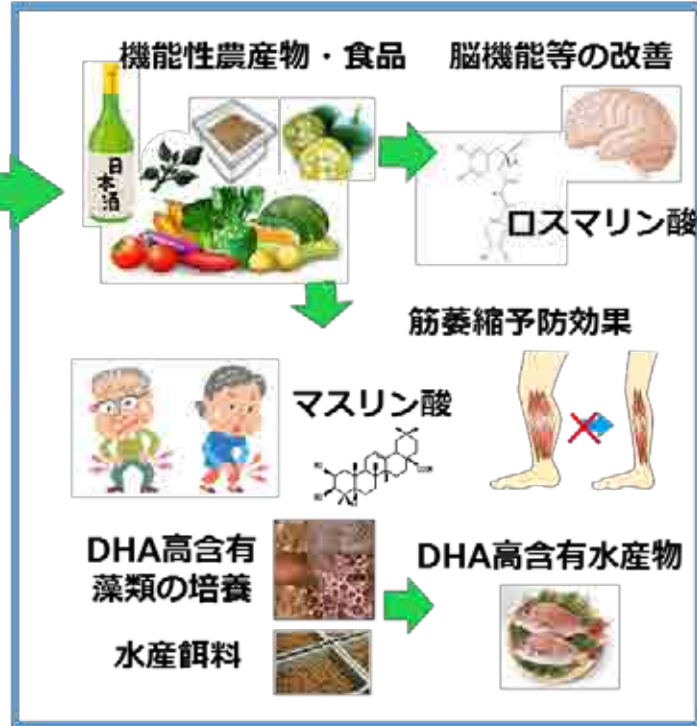 機能性農産物・食品
脳機能等の改善
日本酒
ロスマリン酸
筋萎縮予防効果
マスリン酸
DHA高含有
藻類の培養
DHA高含有水産物
水産餌料